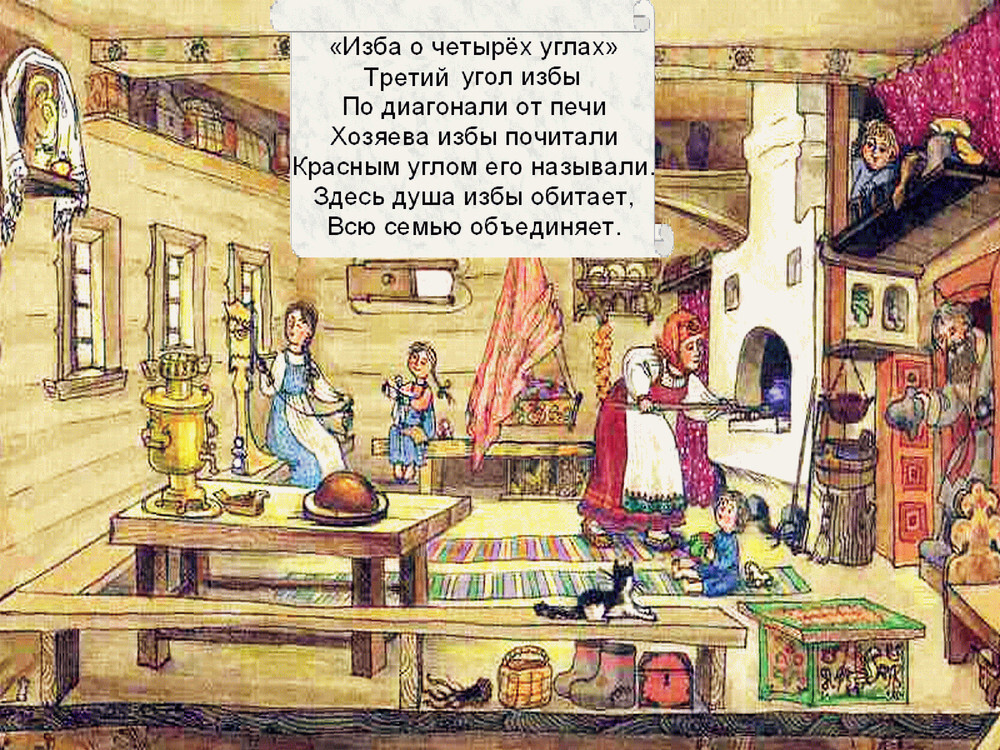 «Изба о четырёх углах»
Третий угол избы
По диагонали от печи
Хозяева избы почитали
Красным углом его называли.
Здесь душа избы обитает,
Всю семью объединяет.